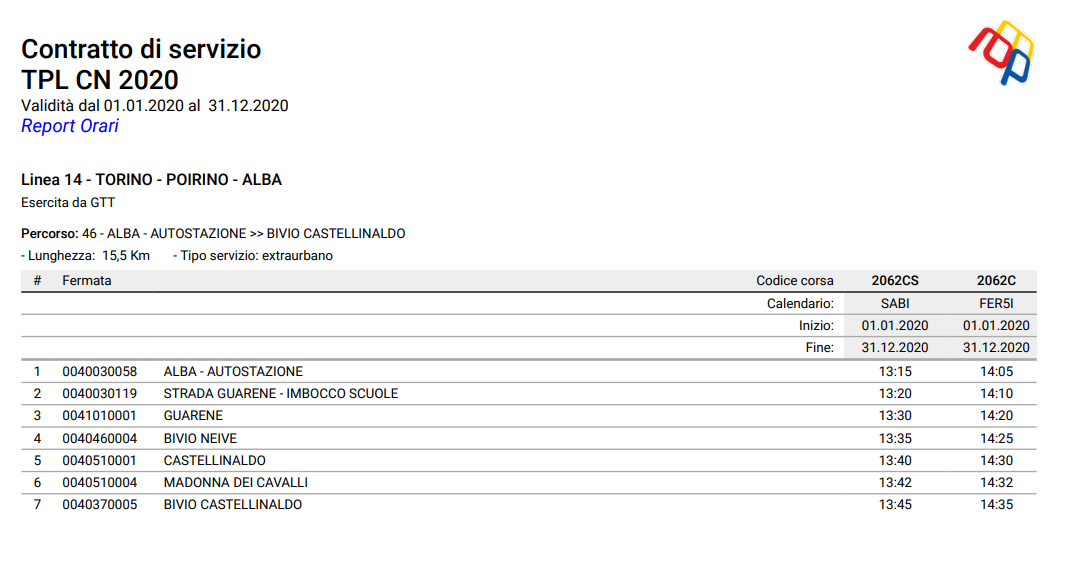 Contratto di servizio
TPL CN 2020
Validità dal 01.01.2020 al 31.12.2020
Report Orari
Linea 14 - TORINO - POIRINO - ALBA
Esercita da GTT
Percorso: 46 - ALBA - AUTOSTAZIONE >> BIVIO CASTELLINALDO
- Lunghezza: 15,5 Km - Tipo servizio: extraurbano
# Fermata Codice corsa 2062CS 2062C
Calendario: SABI FER5I
Inizio: 01.01.2020 01.01.2020
Fine: 31.12.2020 31.12.2020
1 0040030058 ALBA - AUTOSTAZIONE 13:15 14:05
2 0040030119 STRADA GUARENE - IMBOCCO SCUOLE 13:20 14:10
3 0041010001 GUARENE 13:30 14:20
4 0040460004 BIVIO NEIVE 13:35 14:25
5 0040510001 CASTELLINALDO 13:40 14:30
6 0040510004 MADONNA DEI CAVALLI 13:42 14:32
7 0040370005 BIVIO CASTELLINALDO 13:45 14:35